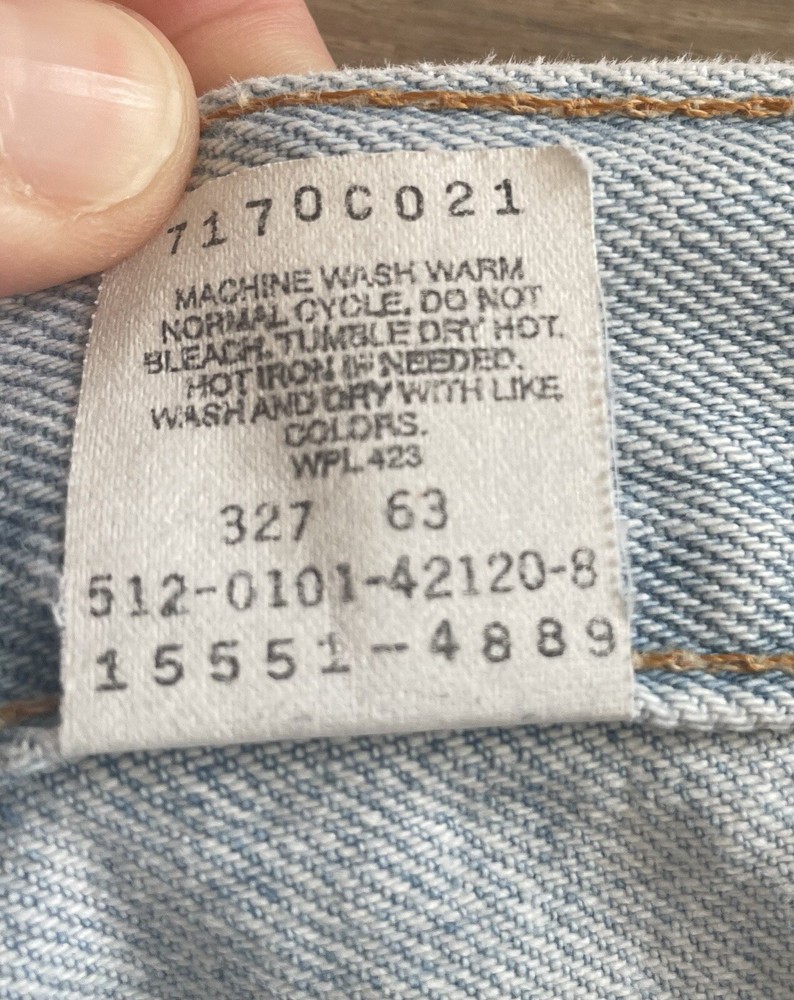 7170C021
MACHINE WASH WARM
NORMAL CYCLE. DO NOT
BLEACH. TUMBLE DRY HOT.
HOT IRON IF NEEDED.
WASH AND DRY WITH LIKE
COLORS.
WPL 423
327 63
512-0101-42120-8
15551-4889